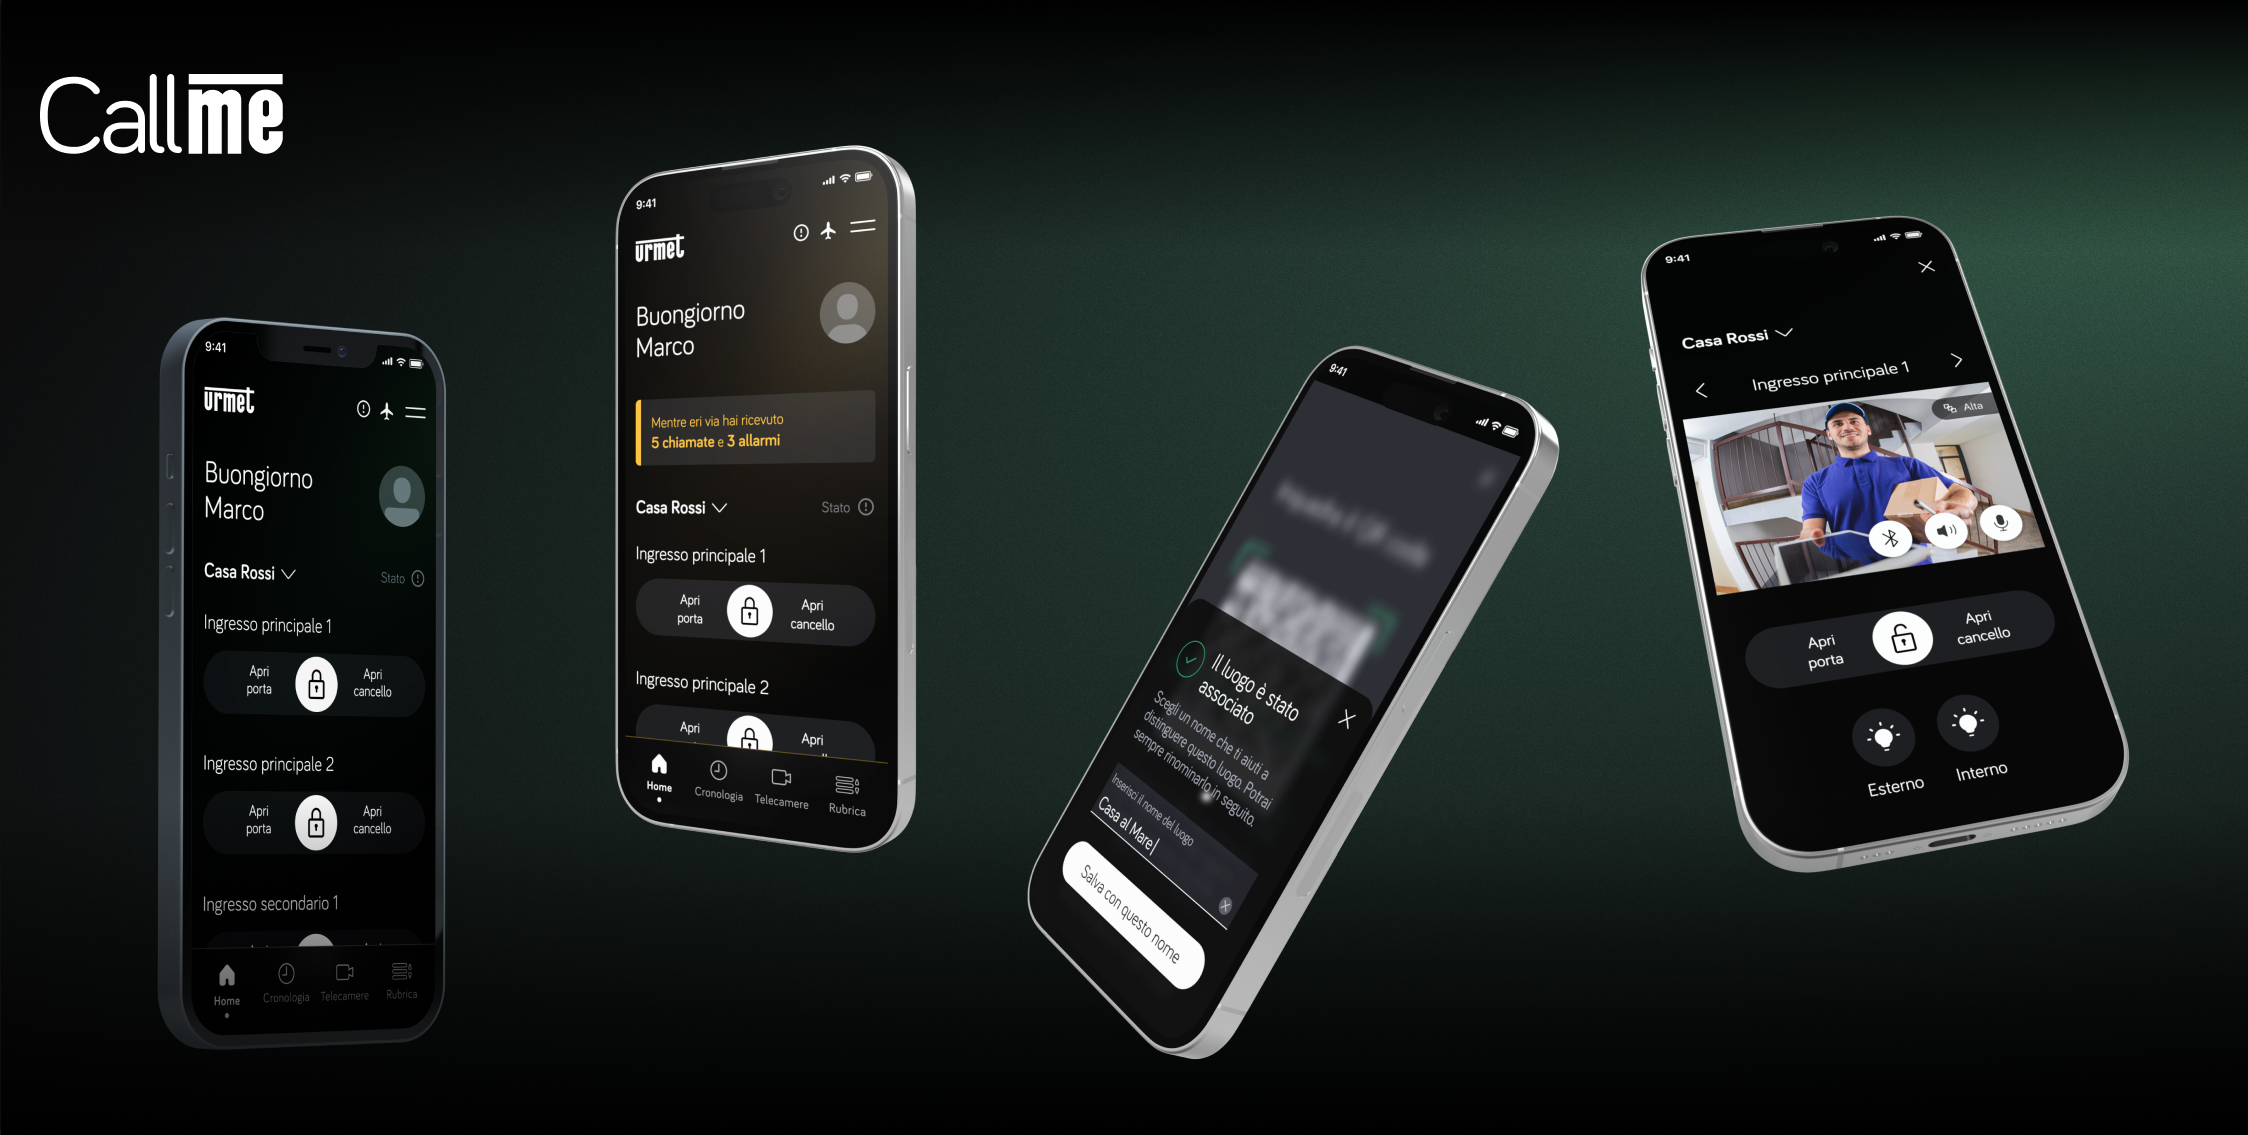 Callme
9:41
urmet
Buongiorno
Marco
Casa Rossi
Stato
Ingresso principale 1
Apri
porta
Apri
cancello
Ingresso principale 2
Apri
porta
Apri
cancello
Ingresso secondario 1
Home
Cronologia
Telecamere
Rubrica
9:41
urmet
Buongiorno
Marco
Mentre eri via hai ricevuto
5 chiamate e 3 allarmi
Casa Rossi
Stato
Ingresso principale 1
Apri
porta
Apri
cancello
Ingresso principale 2
Apri
Apri
Home
Cronologia
Telecamere
Rubrica
9:41
Inquadra il QR code
Il luogo è stato
associato
Scegli un nome che ti aiuti a
distinguere questo luogo. Potrai
sempre rinominarlo in seguito.
Inserisci il nome del luogo
Casa al Mare
Salva con questo nome
9:41
Casa Rossi
Ingresso principale 1
Alta
Apri
porta
Apri
cancello
Esterno
Interno